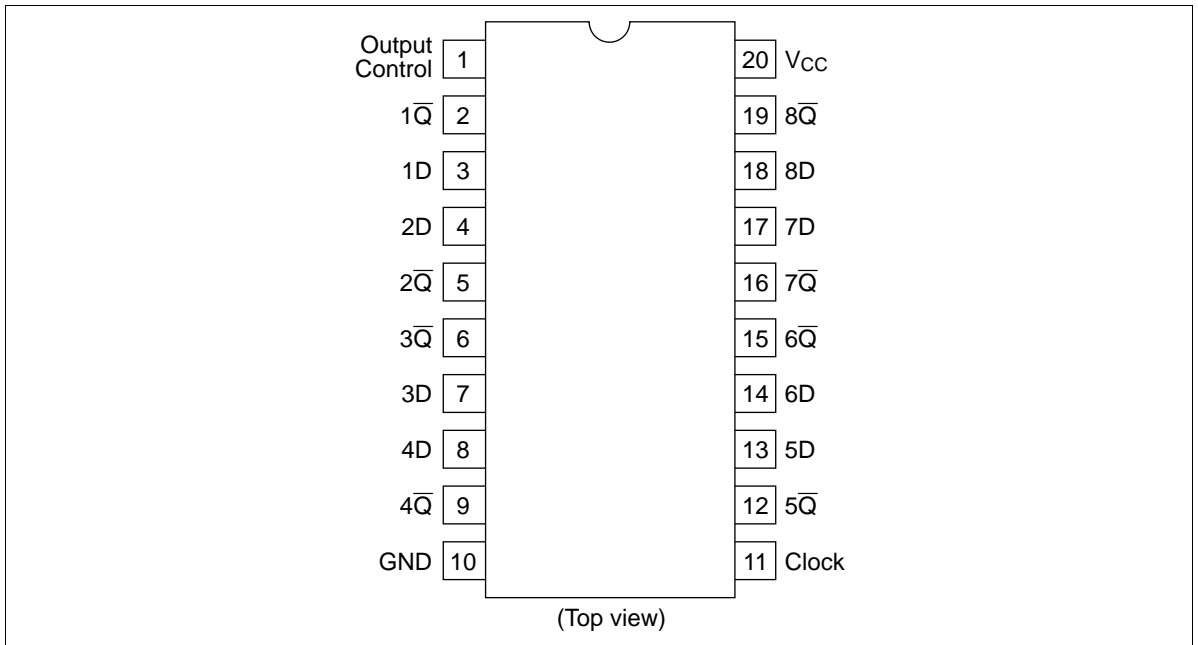 Output
Control 1
20 VCC
1Q̅ 2
19 8Q̅
1D 3
18 8D
2D 4
17 7D
2Q̅ 5
16 7Q̅
3Q̅ 6
15 6Q̅
3D 7
14 6D
4D 8
13 5D
4Q̅ 9
12 5Q̅
GND 10
11 Clock
(Top view)